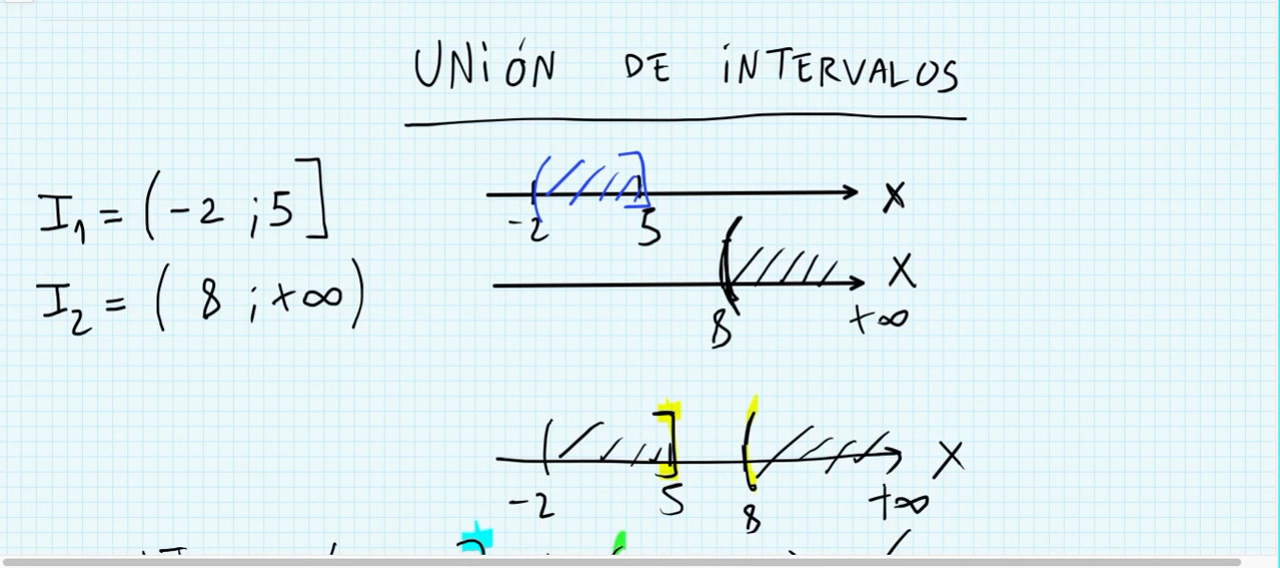 UNIÓN DE INTERVALOS
I₁ = (-2 ; 5]
-2 5 X
I₂ = ( 8 ; +∞)
8 +∞ X
-2 5 8 +∞ X